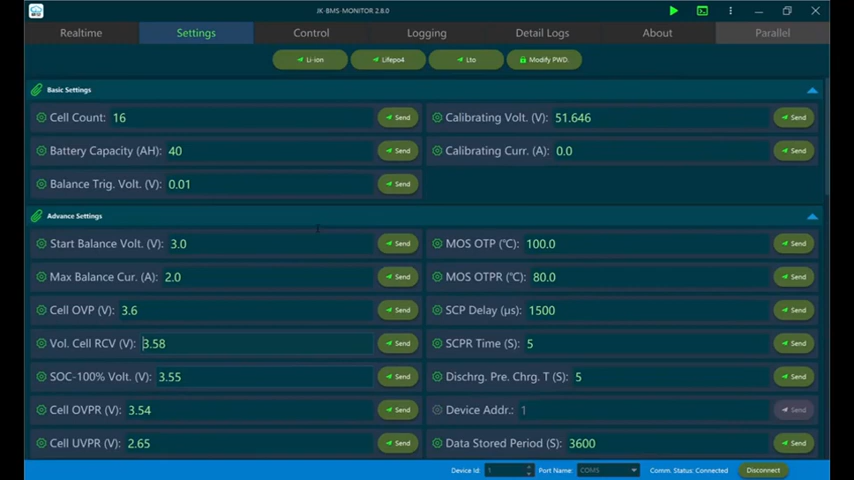 JK-BMS-MONITOR 2.8.0
Realtime Settings Control Logging Detail Logs About Parallel
Li-ion Lifepo4 Lto Modify PWD.
Basic Settings
Cell Count: 16 Send Calibrating Volt. (V): 51.646 Send
Battery Capacity (AH): 40 Send Calibrating Curr. (A): 0.0 Send
Balance Trig. Volt. (V): 0.01 Send
Advance Settings
Start Balance Volt. (V): 3.0 Send MOS OTP (℃): 100.0 Send
Max Balance Cur. (A): 2.0 Send MOS OTPR (℃): 80.0 Send
Cell OVP (V): 3.6 Send SCP Delay (μs): 1500 Send
Vol. Cell RCV (V): 3.58 Send SCPR Time (S): 5 Send
SOC-100% Volt. (V): 3.55 Send Dischrg. Pre. Chrg. T (S): 5 Send
Cell OVPR (V): 3.54 Send Device Addr.: 1 Send
Cell UVPR (V): 2.65 Send Data Stored Period (S): 3600 Send
Device Id: 1 Port Name: COM5 Comm. Status: Connected Disconnect